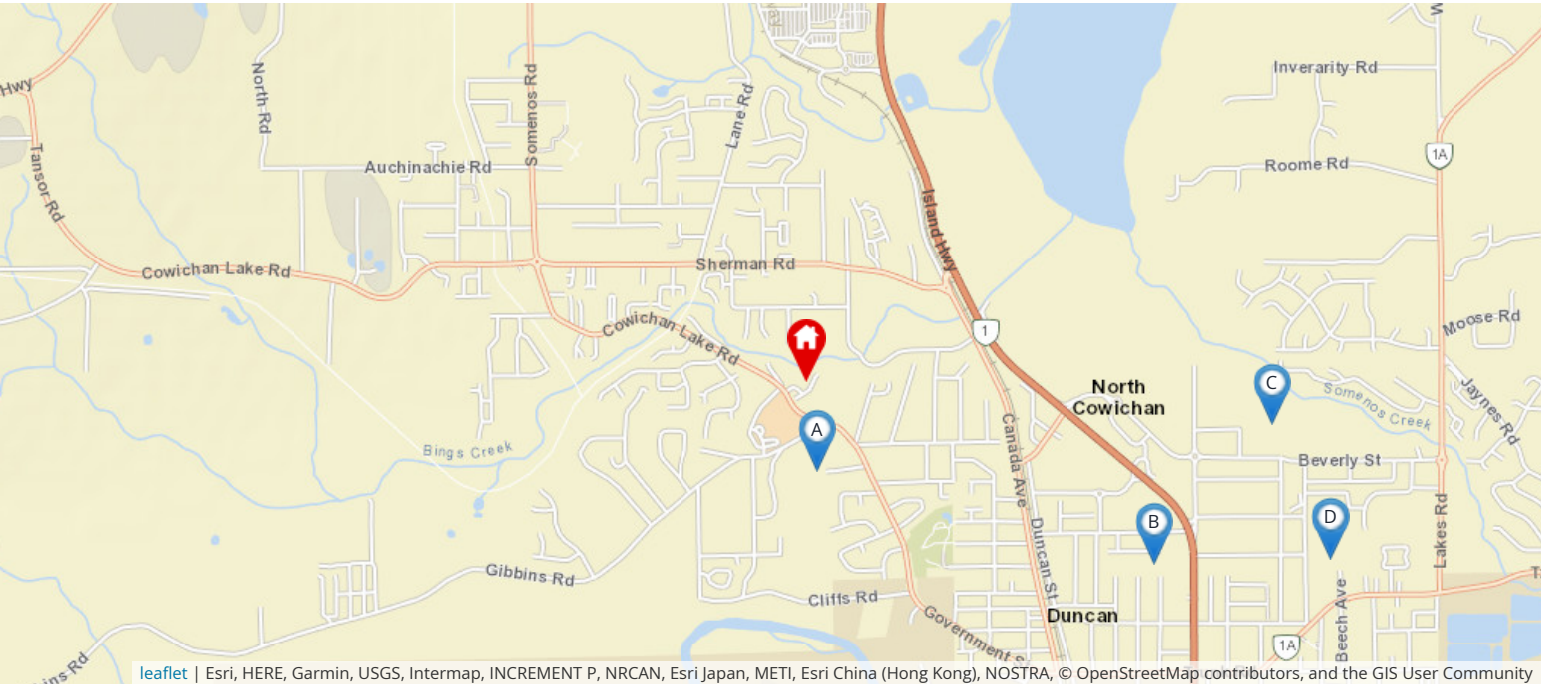 Hwy
North Rd
Somenos Rd
Lane Rd
Inverarity Rd
Tansor Rd
Auchinachie Rd
Roome Rd
1A
Island Hwy
Cowichan Lake Rd
Sherman Rd
Cowichan Lake Rd
1
Moose Rd
North
Cowichan
C
Somenos Creek
Jaynes Rd
A
Bings Creek
Canada Ave
Beverly St
B
D
Duncan St
Lakes Rd
Gibbins Rd
Cliffs Rd
Government St
Duncan
Beech Ave
1A
leaflet | Esri, HERE, Garmin, USGS, Intermap, INCREMENT P, NRCAN, Esri Japan, METI, Esri China (Hong Kong), NOSTRA, © OpenStreetMap contributors, and the GIS User Community